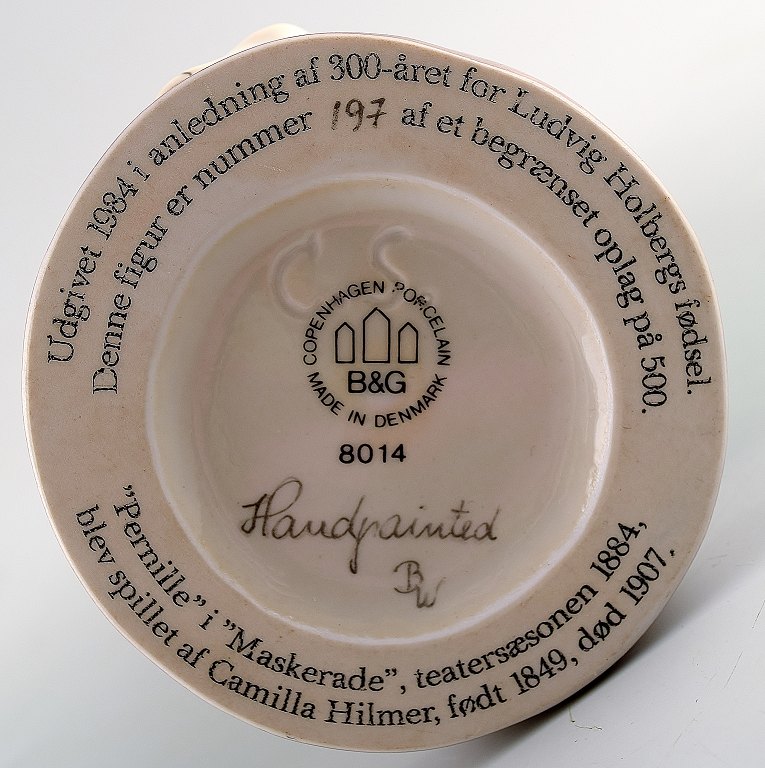 Udgivet 1984 i anledning af 300-året for Ludvig Holbergs fødsel.
Denne figur er nummer 197 af et begrænset oplag på 500.
C S
COPENHAGEN PORCELAIN
B&G
MADE IN DENMARK
8014
Handpainted
BW
"Pernille" i "Maskerade", teatersæsonen 1884,
blev spillet af Camilla Hilmer, født 1849, død 1907.